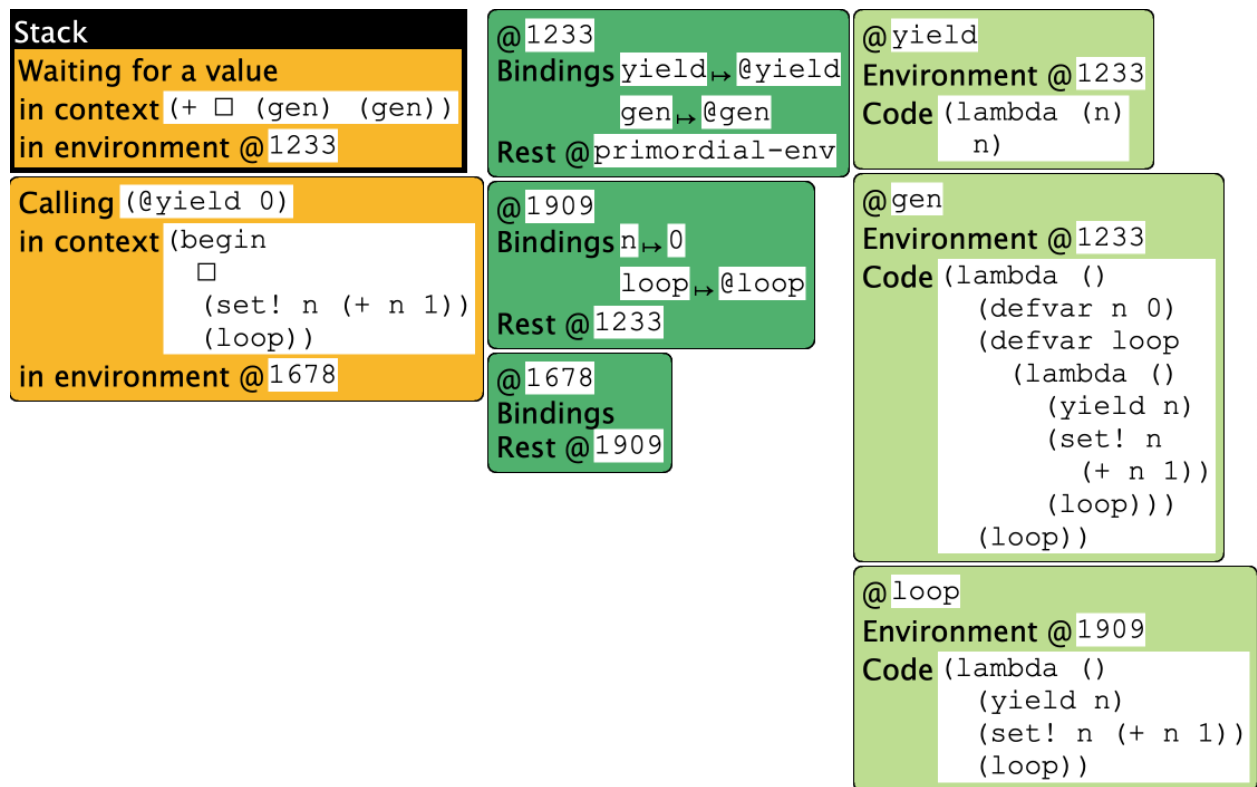 Stack
Waiting for a value
in context (+ □ (gen) (gen))
in environment @1233
Calling (@yield 0)
in context (begin
□
(set! n (+ n 1))
(loop))
in environment @1678
@1233
Bindings yield↦@yield
gen↦@gen
Rest @primordial-env
@1909
Bindings n↦0
loop↦@loop
Rest @1233
@1678
Bindings
Rest @1909
@yield
Environment @1233
Code (lambda (n)
n)
@gen
Environment @1233
Code (lambda ()
(defvar n 0)
(defvar loop
(lambda ()
(yield n)
(set! n
(+ n 1))
(loop)))
(loop))
@loop
Environment @1909
Code (lambda ()
(yield n)
(set! n (+ n 1))
(loop))